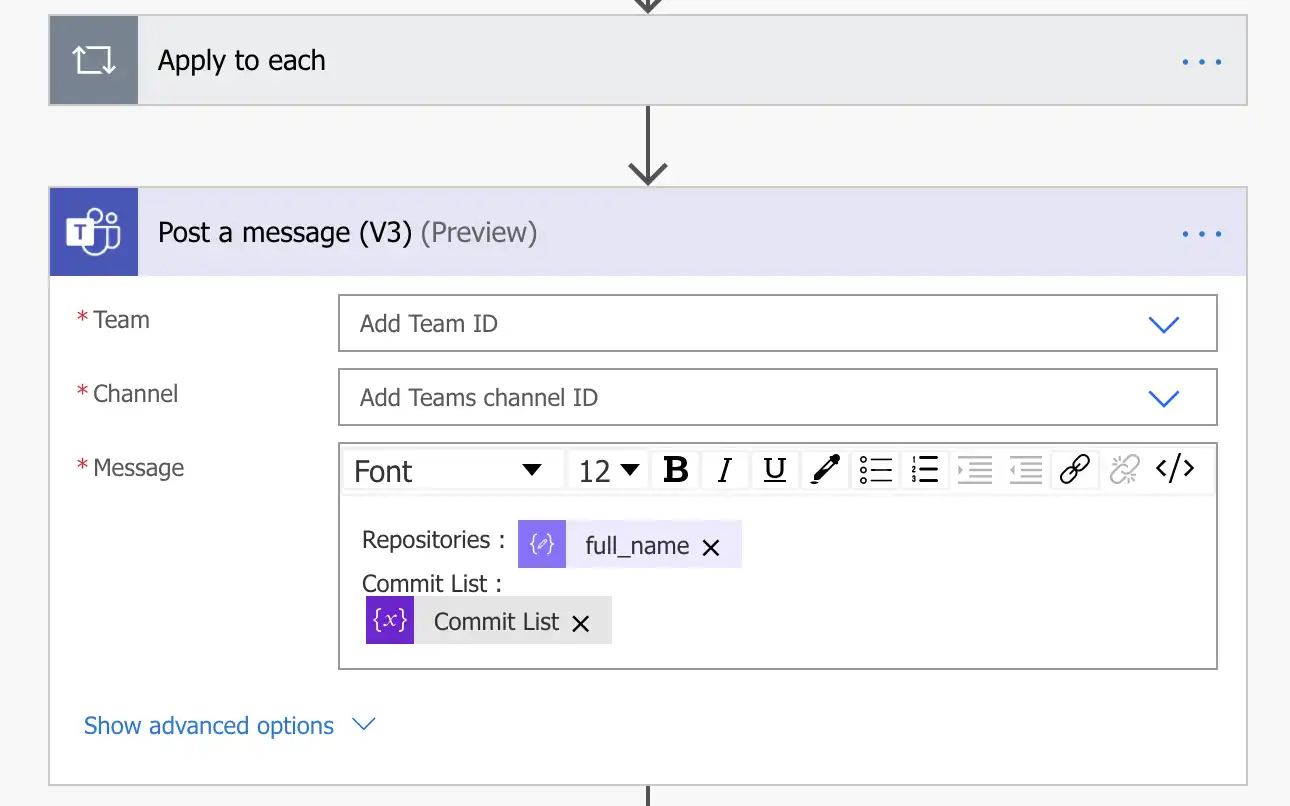 Apply to each
T
Post a message (V3) (Preview)
* Team
Add Team ID
* Channel
Add Teams channel ID
* Message
Font 12 B I U </>
Repositories : full_name
Commit List :
{x} Commit List
Show advanced options